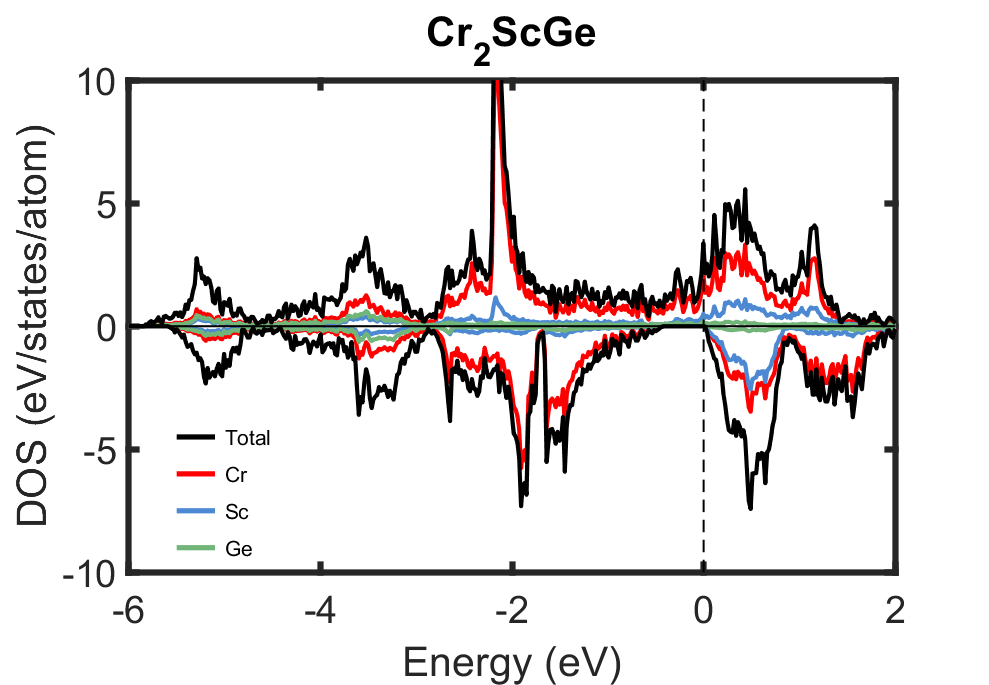 Cr2ScGe
10
5
0
-5
-10
DOS (eV/states/atom)
Total
Cr
Sc
Ge
-6 -4 -2 0 2
Energy (eV)